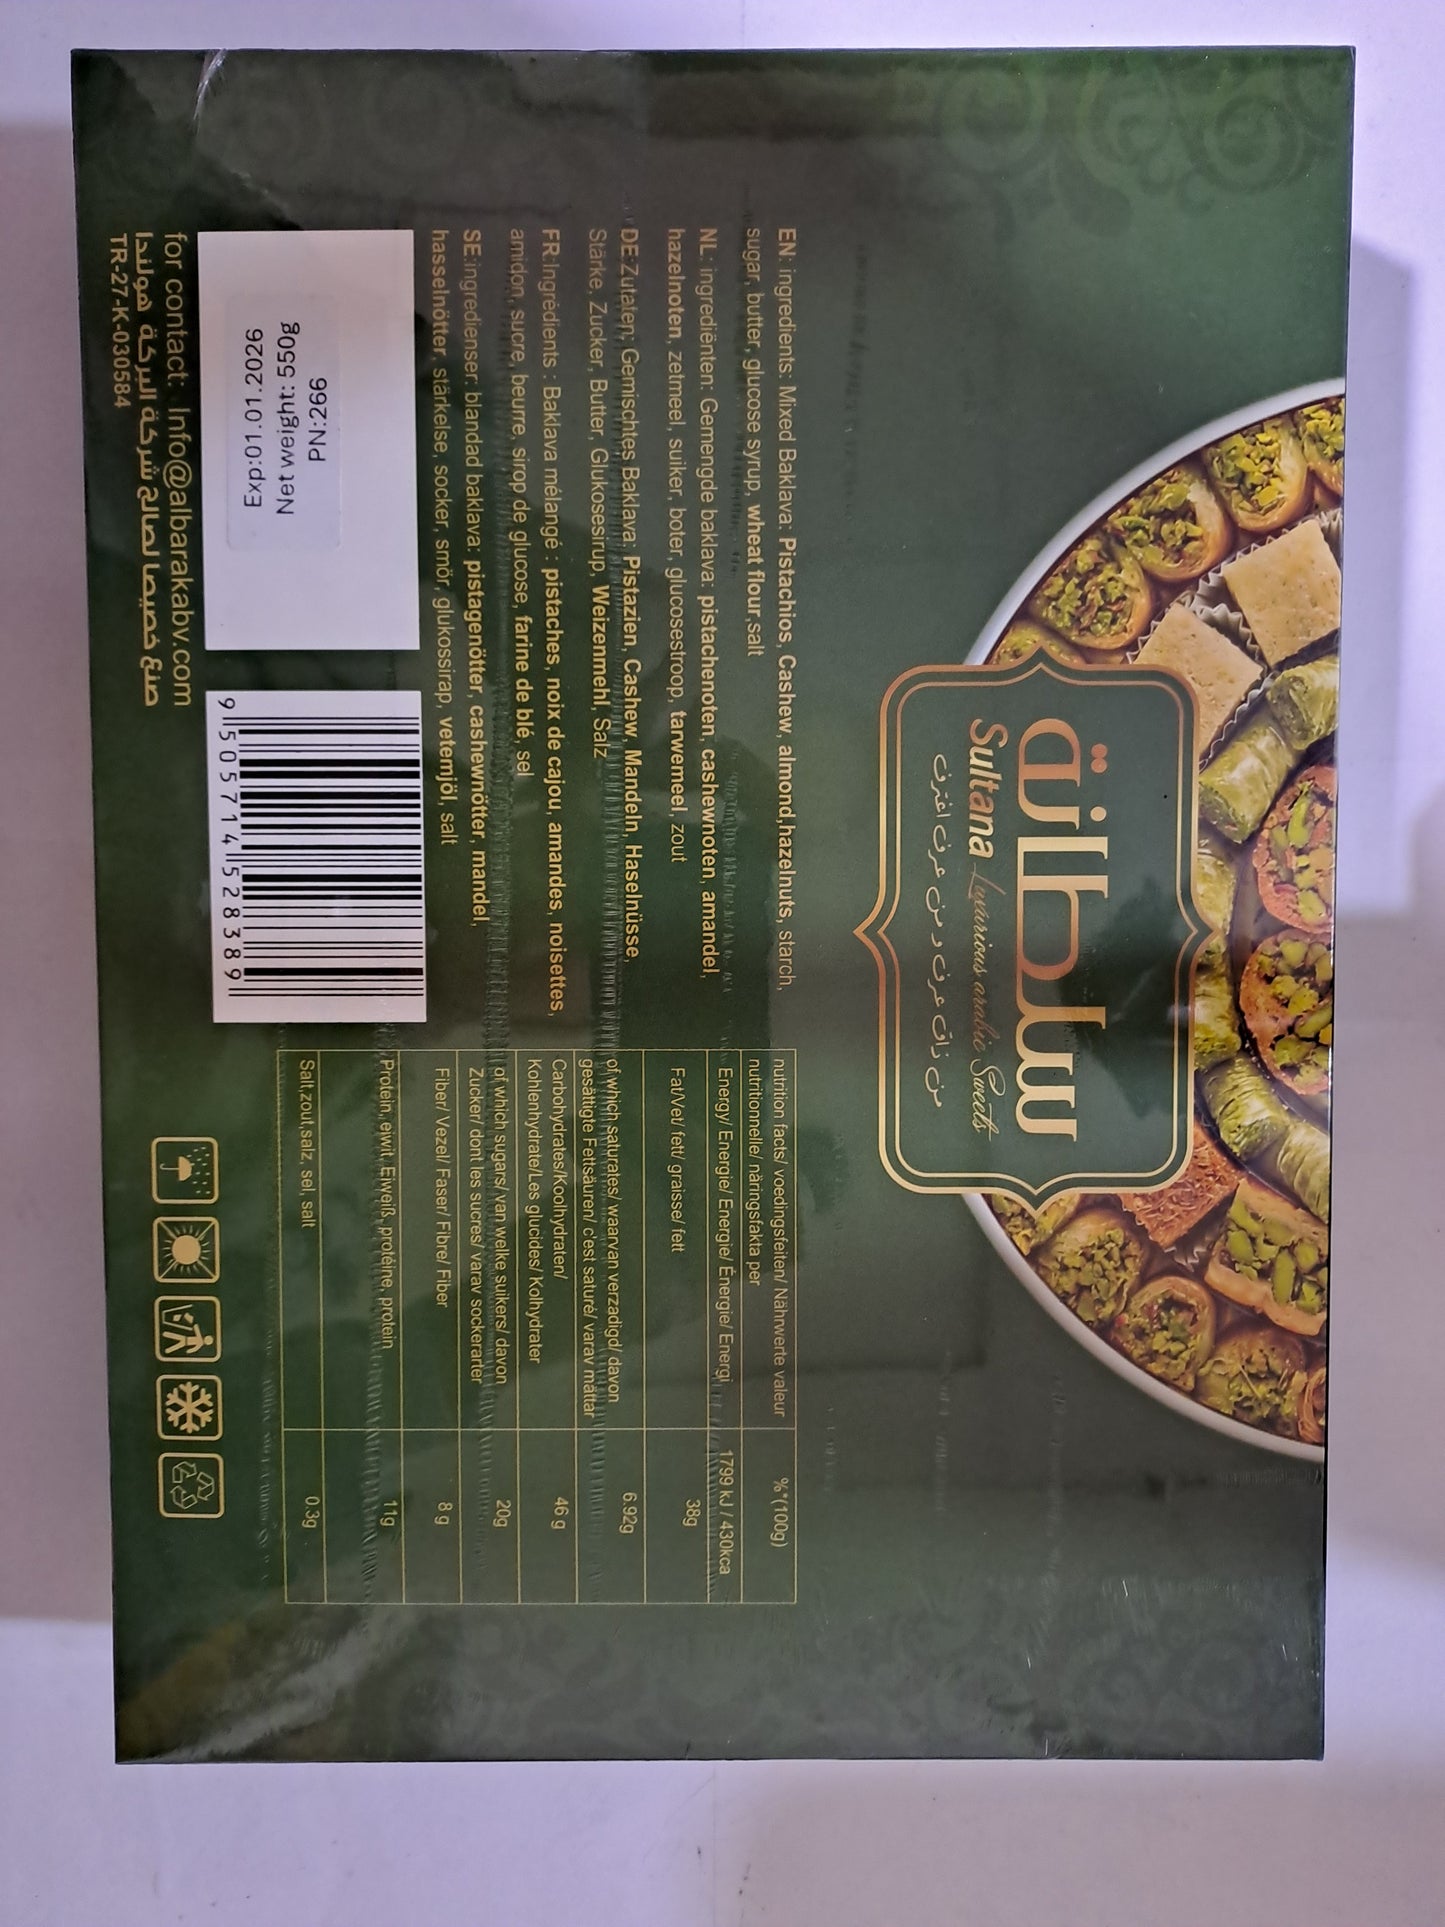 سلطانة
Sultana Luxurious arabic Sweets
من ذاق عرف و من عرف اغترف
EN: ingredients: Mixed Baklava: Pistachios, Cashew, almond,hazelnuts, starch,
sugar, butter, glucose syrup, wheat flour,salt
NL: ingrediënten: Gemengde baklava: pistachenoten, cashewnoten, amandel,
hazelnoten, zetmeel, suiker, boter, glucosestroop, tarwemeel, zout
DE:Zutaten; Gemischtes Baklava: Pistazien, Cashew, Mandeln, Haselnüsse,
Stärke, Zucker, Butter, Glukosesirup, Weizenmehl, Salz
FR:Ingrédients : Baklava mélangé : pistaches, noix de cajou, amandes, noisettes,
amidon, sucre, beurre, sirop de glucose, farine de blé, sel
SE:ingredienser: blandad baklava: pistagenötter, cashewnötter, mandel,
hasselnötter, stärkelse, socker, smör, glukossirap, vetemjöl, salt
nutrition facts/ voedingsfeiten/ Nährwerte valeur
nutritionnelle/ näringsfakta per
%*(100g)
Energy/ Energie/ Energie/ Énergie/ Energi
1799 kJ / 430kca
Fat/Vet/ fett/ graisse/ fett
38g
of which saturates/ waarvan verzadigd/ davon
gesättigte Fettsäuren/ c'est saturé/ varav mättar
6.92g
Carbohydrates/Koolhydraten/
Kohlenhydrate/Les glucides/ Kolhydrater
46 g
of which sugars/ van welke suikers/ davon
Zucker/ dont les sucres/ varav sockerarter
20g
Fiber/ Vezel/ Faser/ Fibre/ Fiber
8 g
Protein, eiwit, Eiweiß, protéine, protein
11g
Salt,zout,salz, sel, salt
0.3g
Exp:01.01.2026
Net weight: 550g
PN:266
9 505714 528389
for contact: Info@albarakabv.com
صنع خصيصا لصالح شركة البركة هولندا
TR-27-K-030584